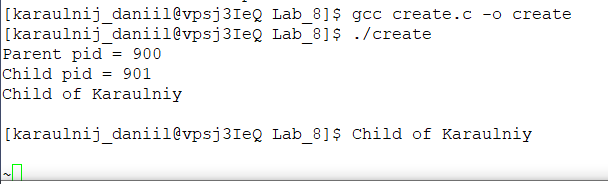 [karaulnij_daniil@vpsj3IeQ Lab_8]$ gcc create.c -o create
[karaulnij_daniil@vpsj3IeQ Lab_8]$ ./create
Parent pid = 900
Child pid = 901
Child of Karaulniy
[karaulnij_daniil@vpsj3IeQ Lab_8]$ Child of Karaulniy
~